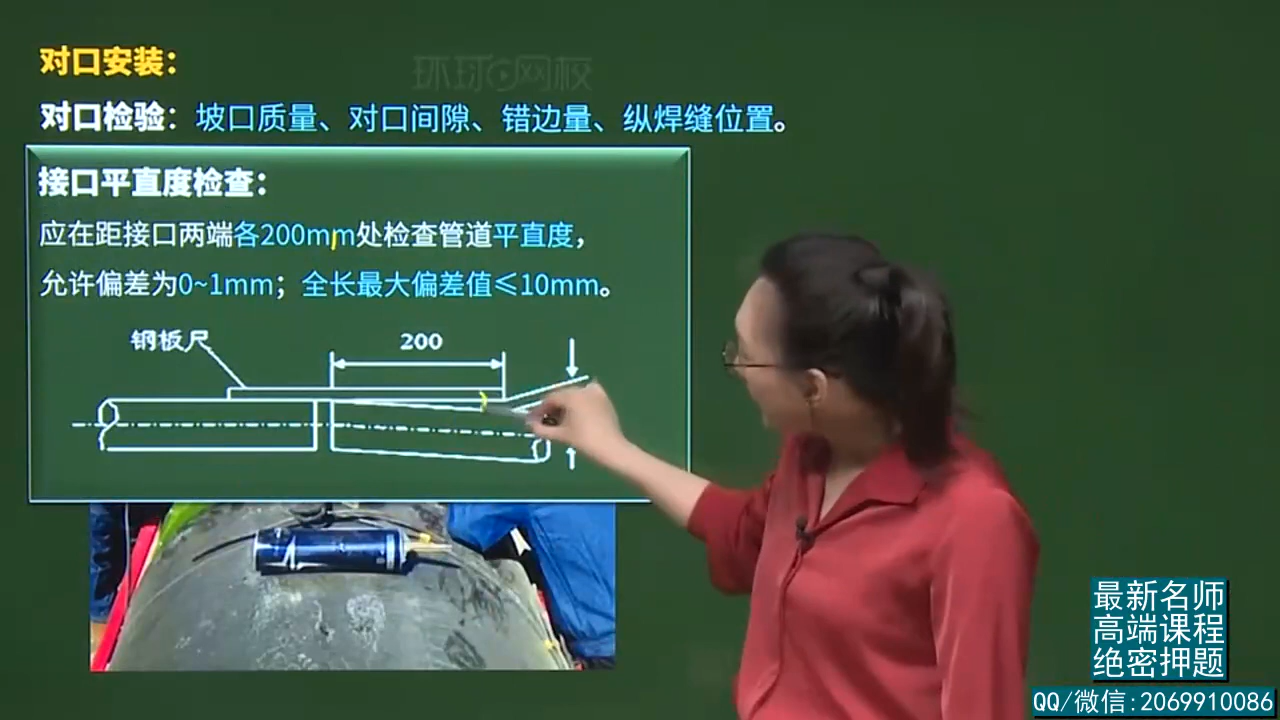 对口安装：
环球网校
对口检验：坡口质量、对口间隙、错边量、纵焊缝位置。
接口平直度检查：
应在距接口两端各200mm处检查管道平直度，
允许偏差为0~1mm；全长最大偏差值≤10mm。
钢板尺
200
最新名师
高端课程
绝密押题
QQ/微信:2069910086